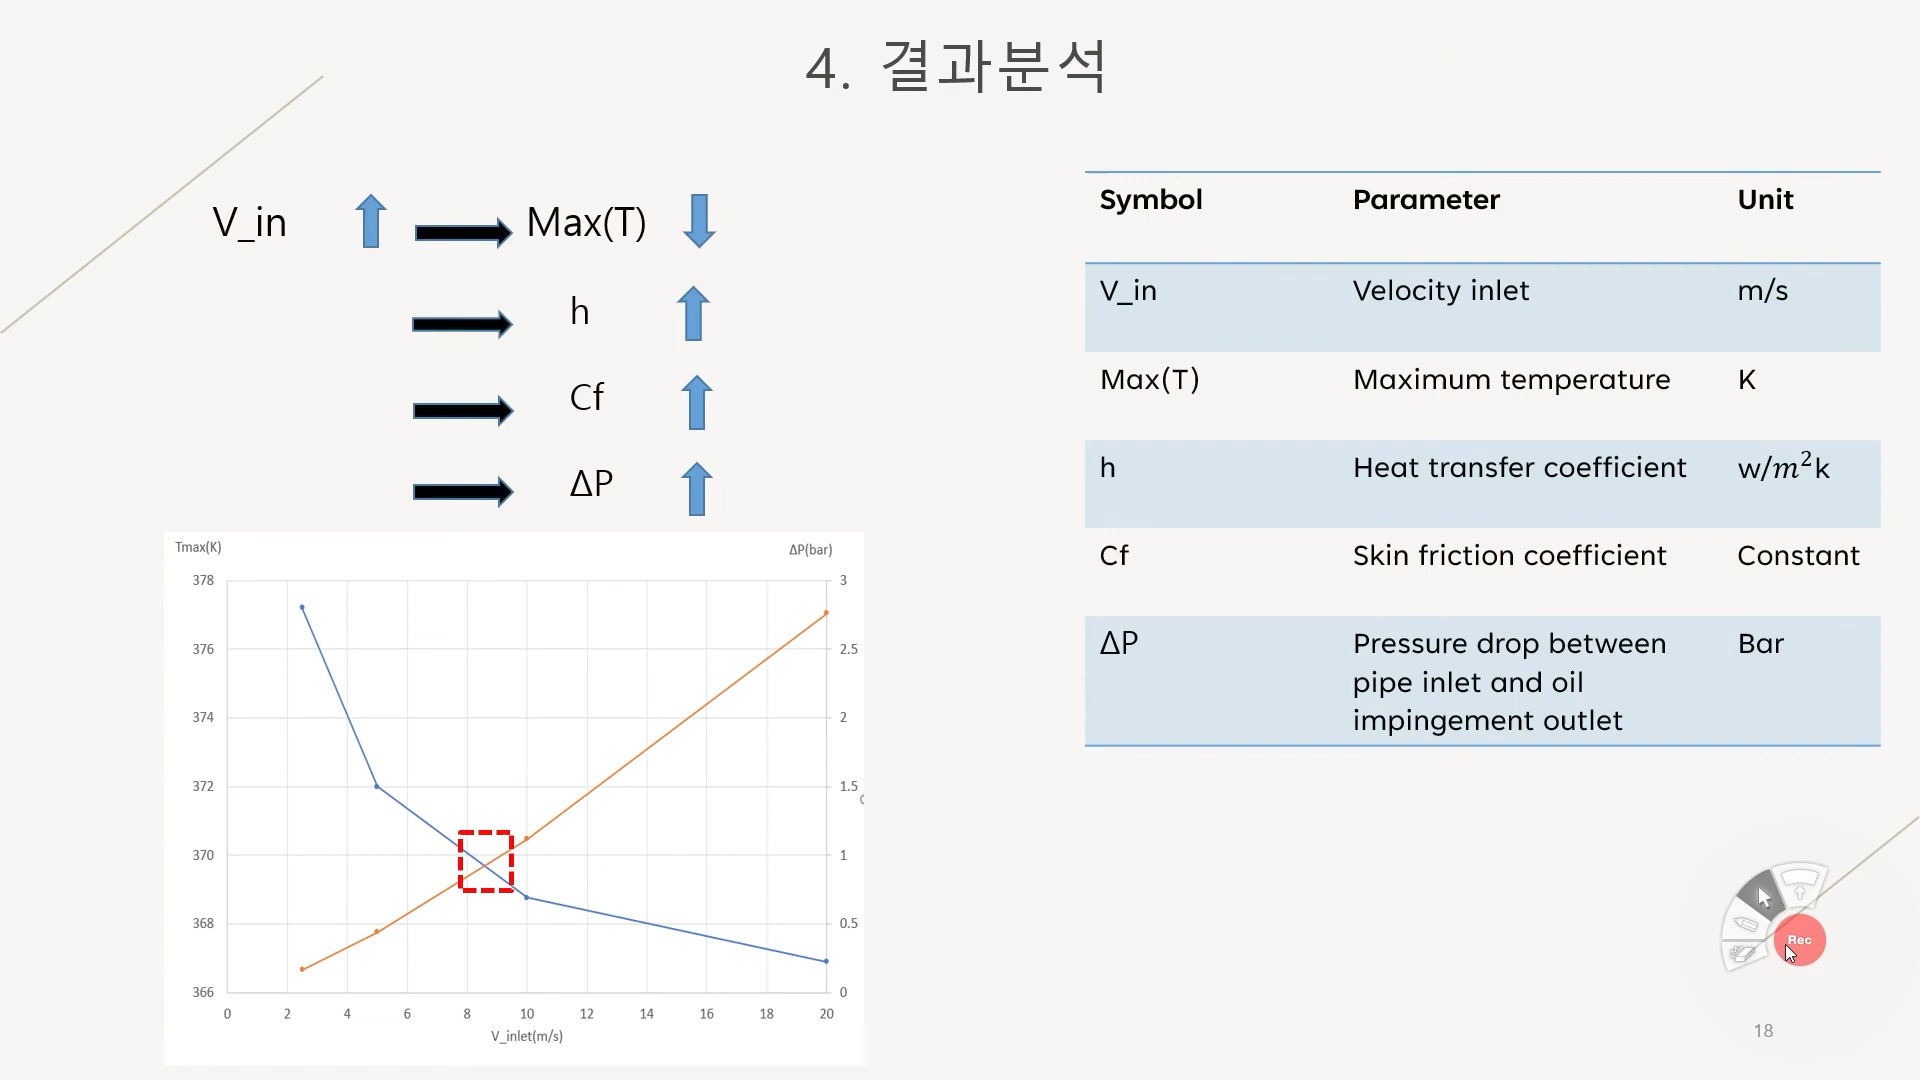 4. 결과분석
V_in Max(T)
h
Cf
ΔP
Symbol Parameter Unit
V_in Velocity inlet m/s
Max(T) Maximum temperature K
h Heat transfer coefficient w/m²k
Cf Skin friction coefficient Constant
ΔP Pressure drop between Bar
pipe inlet and oil
impingement outlet
Tmax(K) ΔP(bar)
378 3
376 2.5
374 2
372 1.5
370 1
368 0.5
366 0
0 2 4 6 8 10 12 14 16 18 20
V_inlet(m/s)
Rec
18